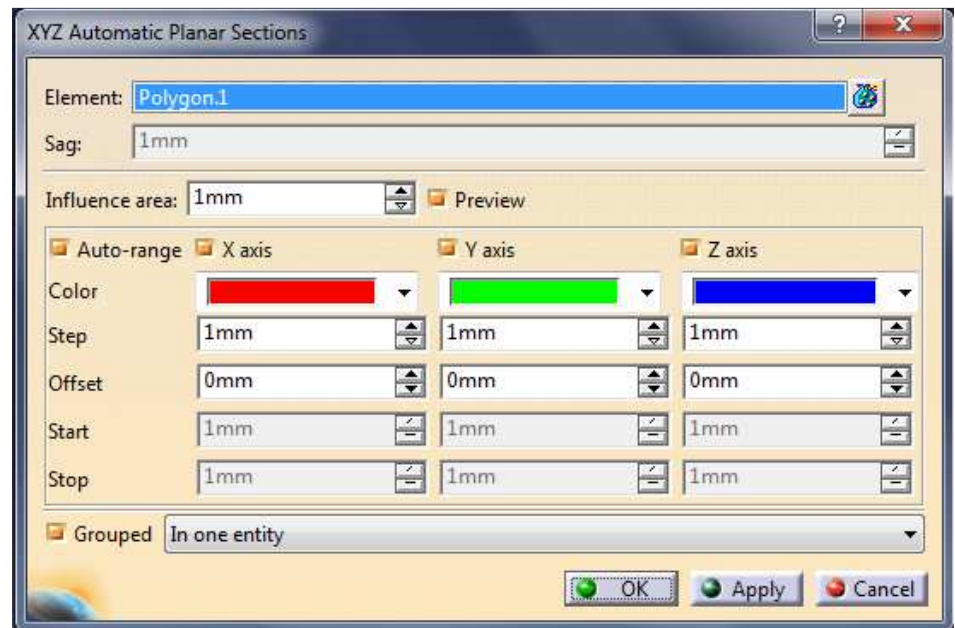 XYZ Automatic Planar Sections ? X
Element: Polygon.1
Sag: 1mm
Influence area: 1mm Preview
Auto-range X axis Y axis Z axis
Color
Step 1mm 1mm 1mm
Offset 0mm 0mm 0mm
Start 1mm 1mm 1mm
Stop 1mm 1mm 1mm
Grouped In one entity
OK Apply Cancel